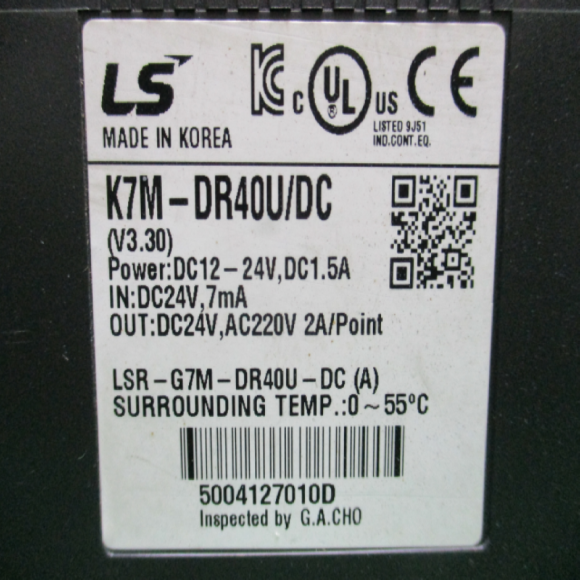 LS
MADE IN KOREA
KC
c UL US
LISTED 9J51
IND.CONT.EQ.
CE
K7M-DR40U/DC
(V3.30)
Power:DC12-24V,DC1.5A
IN:DC24V,7mA
OUT:DC24V,AC220V 2A/Point
LSR-G7M-DR40U-DC (A)
SURROUNDING TEMP.:0~55ºC
5004127010D
Inspected by G.A.CHO